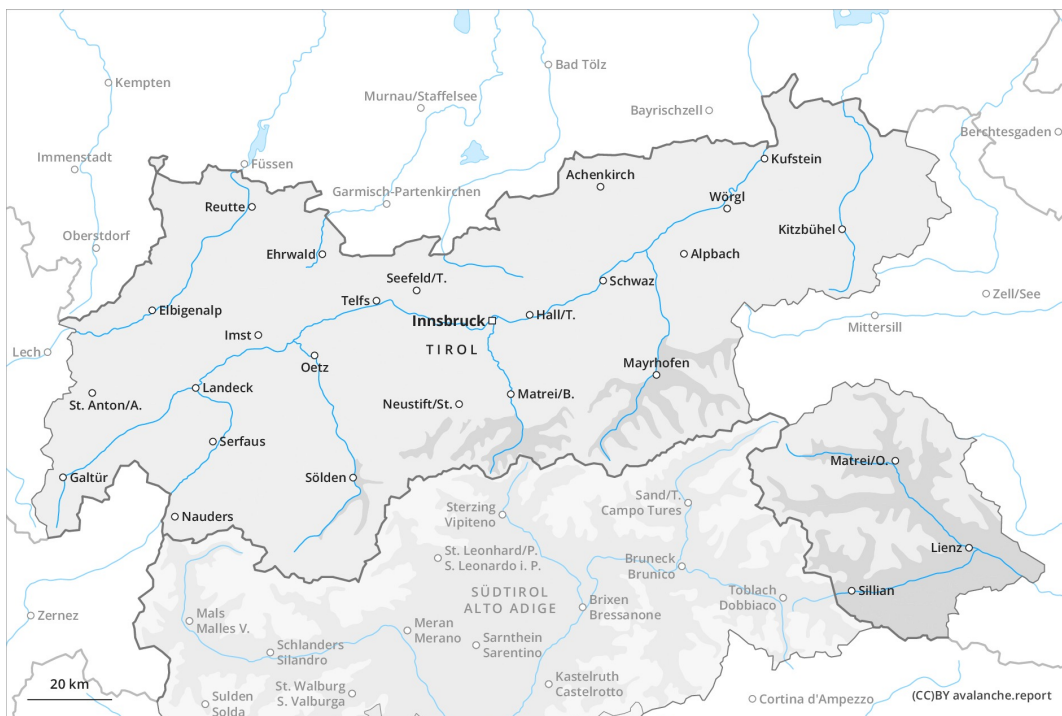 Kempten
Bad Tölz
Murnau/Staffelsee
Bayrischzell
Berchtesgaden
Immenstadt
Füssen
Kufstein
Garmisch-Partenkirchen
Achenkirch
Reutte
Wörgl
Oberstdorf
Kitzbühel
Ehrwald
Alpbach
Seefeld/T.
Schwaz
Zell/See
Telfs
Elbigenalp
Innsbruck
Hall/T.
Mittersill
Imst
TIROL
Lech
Oetz
Mayrhofen
Landeck
St. Anton/A.
Neustift/St.
Matrei/B.
Serfaus
Matrei/O.
Galtür
Sölden
Sand/T.
Campo Tures
Sterzing
Vipiteno
Nauders
Lienz
St. Leonhard/P.
S. Leonardo i. P.
Bruneck
Brunico
SÜDTIROL
ALTO ADIGE
Toblach
Dobbiaco
Sillian
Brixen
Bressanone
Zernez
Mals
Malles V.
Meran
Merano
Sarnthein
Sarentino
Schlanders
Silandro
Kastelruth
Castelrotto
20 km
St. Walburg
S. Valburga
Sulden
Solda
Cortina d'Ampezzo
(CC)BY avalanche.report